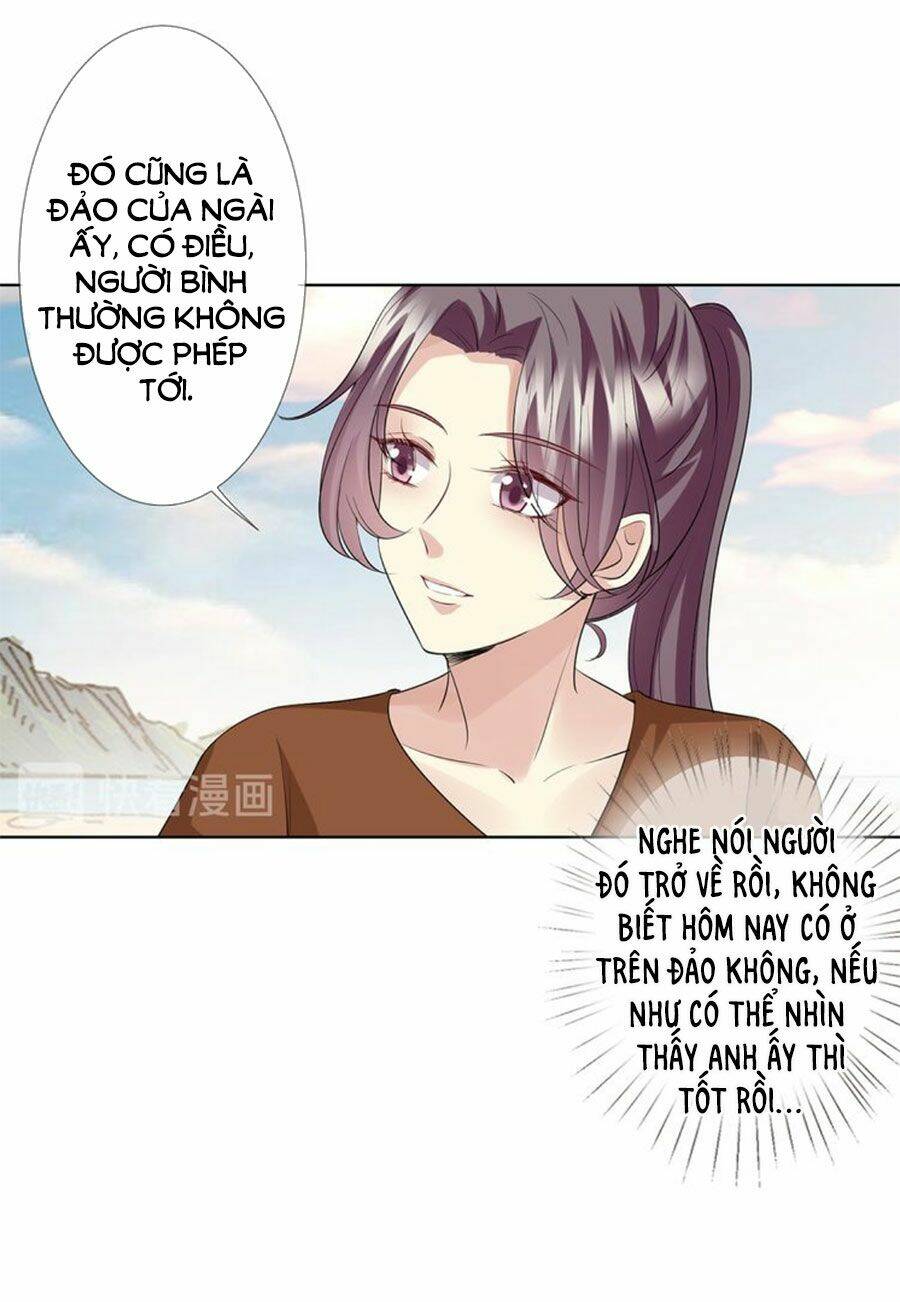 ĐÓ CŨNG LÀ
ĐẢO CỦA NGÀI
ẤY, CÓ ĐIỀU,
NGƯỜI BÌNH
THƯỜNG KHÔNG
ĐƯỢC PHÉP
TỚI.
快看漫画
NGHE NÓI NGƯỜI
ĐÓ TRỞ VỀ RỒI, KHÔNG
BIẾT HÔM NAY CÓ Ở
TRÊN ĐẢO KHÔNG, NẾU
NHƯ CÓ THỂ NHÌN
THẤY ANH ẤY THÌ
TỐT RỒI...